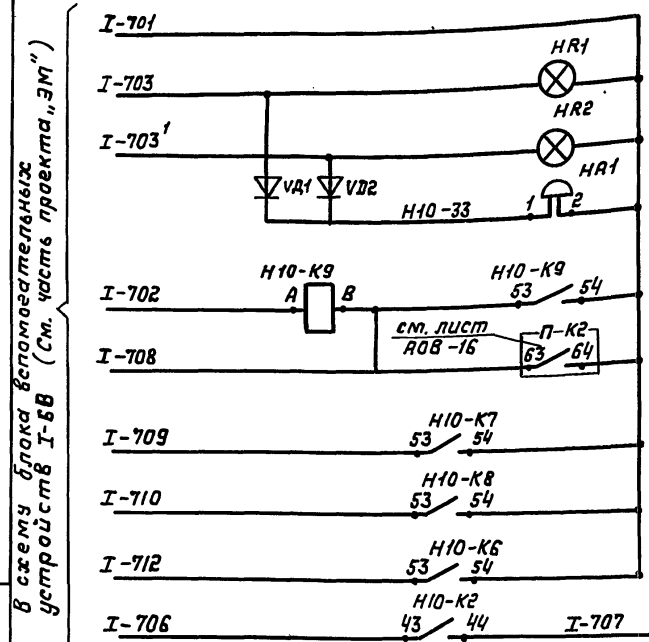 В схему блока вспомогательных
устройств I-БВ (См. часть проекта „ЭМ")
I-701
HR1
I-703
HR2
I-703¹
HA1
VД1 VD2
H10-33 1 2
H10-K9 H10-K9
I-702 A B 53 54
см. лист П-К2
АОВ-16 63 64
I-708
H10-K7
I-709 53 54
H10-K8
I-710 53 54
H10-K6
I-712 53 54
H10-K2
I-706 43 44 I-707